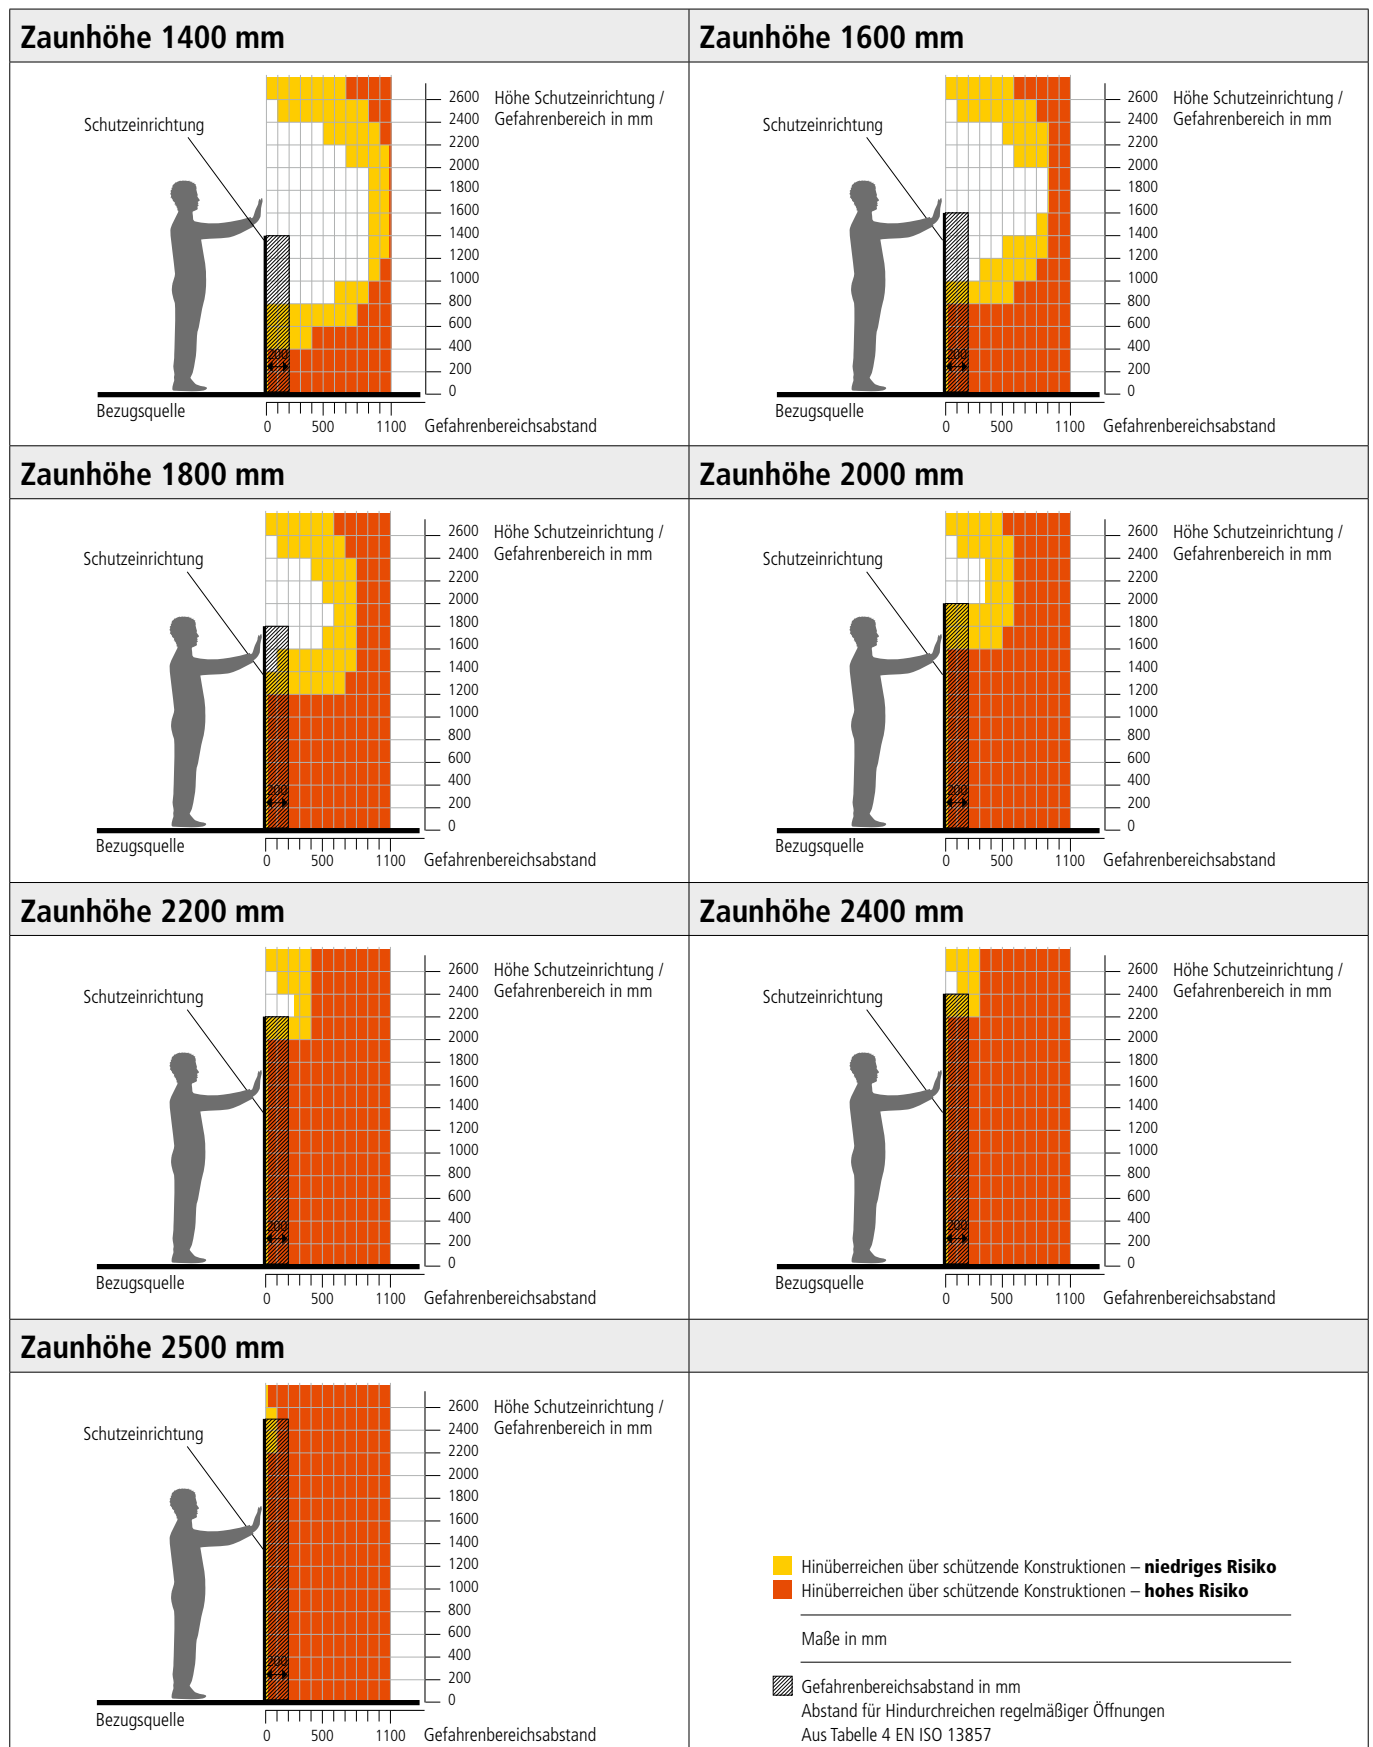 Zaunhöhe 1400 mm
Schutzeinrichtung
2600
2400
2200
2000
1800
1600
1400
1200
1000
800
600
400
200
0
Höhe Schutzeinrichtung /
Gefahrenbereich in mm
200
Bezugsquelle
0 500 1100 Gefahrenbereichsabstand
Zaunhöhe 1600 mm
Schutzeinrichtung
2600
2400
2200
2000
1800
1600
1400
1200
1000
800
600
400
200
0
Höhe Schutzeinrichtung /
Gefahrenbereich in mm
200
Bezugsquelle
0 500 1100 Gefahrenbereichsabstand
Zaunhöhe 1800 mm
Schutzeinrichtung
2600
2400
2200
2000
1800
1600
1400
1200
1000
800
600
400
200
0
Höhe Schutzeinrichtung /
Gefahrenbereich in mm
200
Bezugsquelle
0 500 1100 Gefahrenbereichsabstand
Zaunhöhe 2000 mm
Schutzeinrichtung
2600
2400
2200
2000
1800
1600
1400
1200
1000
800
600
400
200
0
Höhe Schutzeinrichtung /
Gefahrenbereich in mm
200
Bezugsquelle
0 500 1100 Gefahrenbereichsabstand
Zaunhöhe 2200 mm
Schutzeinrichtung
2600
2400
2200
2000
1800
1600
1400
1200
1000
800
600
400
200
0
Höhe Schutzeinrichtung /
Gefahrenbereich in mm
200
Bezugsquelle
0 500 1100 Gefahrenbereichsabstand
Zaunhöhe 2400 mm
Schutzeinrichtung
2600
2400
2200
2000
1800
1600
1400
1200
1000
800
600
400
200
0
Höhe Schutzeinrichtung /
Gefahrenbereich in mm
200
Bezugsquelle
0 500 1100 Gefahrenbereichsabstand
Zaunhöhe 2500 mm
Schutzeinrichtung
2600
2400
2200
2000
1800
1600
1400
1200
1000
800
600
400
200
0
Höhe Schutzeinrichtung /
Gefahrenbereich in mm
200
Bezugsquelle
0 500 1100 Gefahrenbereichsabstand
Hinüberreichen über schützende Konstruktionen – niedriges Risiko
Hinüberreichen über schützende Konstruktionen – hohes Risiko
Maße in mm
Gefahrenbereichsabstand in mm
Abstand für Hindurchreichen regelmäßiger Öffnungen
Aus Tabelle 4 EN ISO 13857